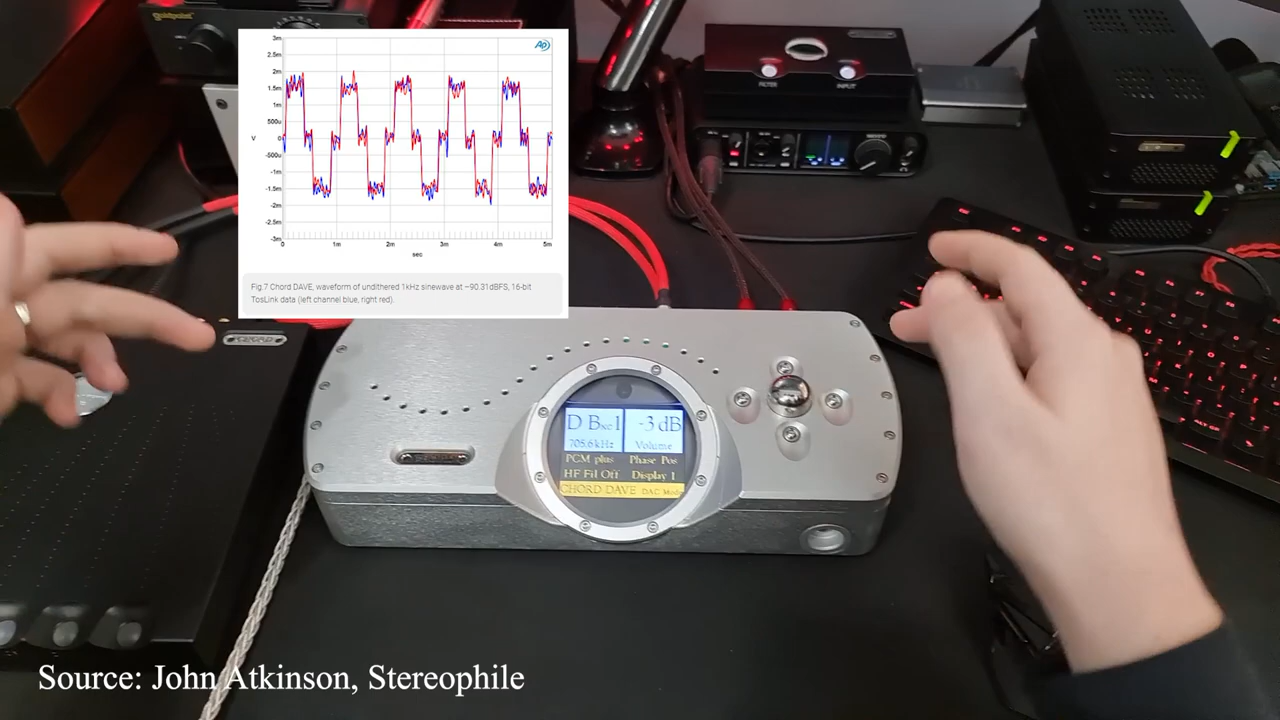 goldpoint
AP
3m
2.5m
2m
1.5m
1m
500u
V
0
-500u
-1m
-1.5m
-2m
-2.5m
-3m
0
1m
2m
3m
4m
5m
sec
Fig.7 Chord DAVE, waveform of undithered 1kHz sinewave at –90.31dBFS, 16-bit
TosLink data (left channel blue, right red).
FILTER
INPUT
D Bxc1
-3 dB
705.6kHz
Volume
PCM plus
Phase Pos
HF Fil Off
Display 1
CHORD DAVE DAC Mode
Source: John Atkinson, Stereophile